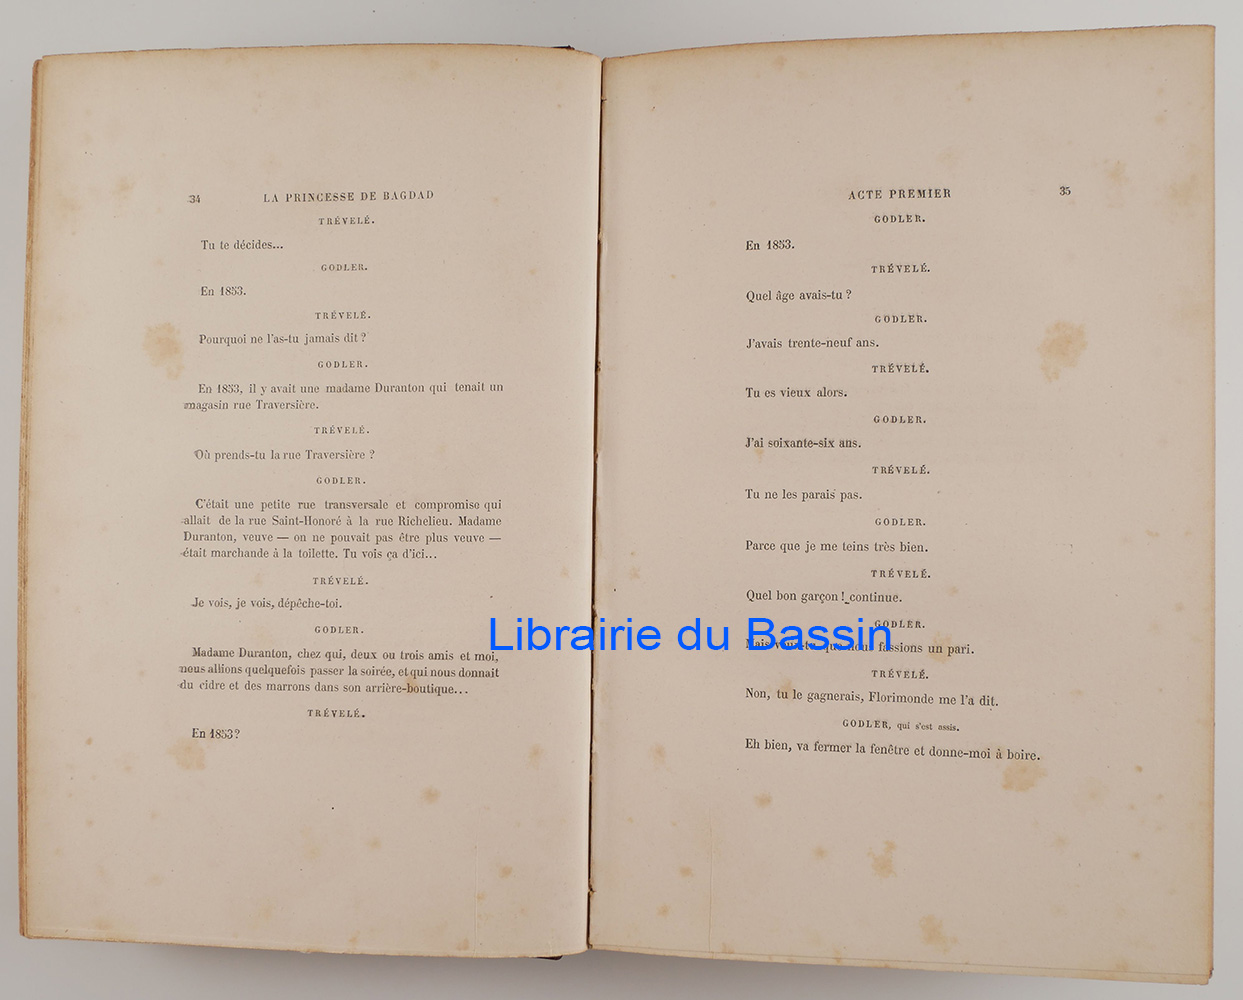 34 LA PRINCESSE DE BAGDAD
TRÉVELÉ.
Tu te décides...
GODLER.
En 1853.
TRÉVELÉ.
Pourquoi ne l'as-tu jamais dit ?
GODLER.
En 1853, il y avait une madame Duranton qui tenait un
magasin rue Traversière.
TRÉVELÉ.
Où prends-tu la rue Traversière ?
GODLER.
C'était une petite rue transversale et compromise qui
allait de la rue Saint-Honoré à la rue Richelieu. Madame
Duranton, veuve — on ne pouvait pas être plus veuve —
était marchande à la toilette. Tu vois ça d'ici...
TRÉVELÉ.
Je vois, je vois, dépêche-toi.
GODLER.
Madame Duranton, chez qui, deux ou trois amis et moi,
nous allions quelquefois passer la soirée, et qui nous donnait
du cidre et des marrons dans son arrière-boutique...
TRÉVELÉ.
En 1853?
ACTE PREMIER 35
GODLER.
En 1853.
TRÉVELÉ.
Quel âge avais-tu ?
GODLER.
J'avais trente-neuf ans.
TRÉVELÉ.
Tu es vieux alors.
GODLER.
J'ai soixante-six ans.
TRÉVELÉ.
Tu ne les parais pas.
GODLER.
Parce que je me teins très bien.
TRÉVELÉ.
Quel bon garçon ! continue.
GODLER.
Mais veux-tu que nous fassions un pari.
TRÉVELÉ.
Non, tu le gagnerais, Florimonde me l'a dit.
GODLER, qui s'est assis.
Eh bien, va fermer la fenêtre et donne-moi à boire.
Librairie du Bassin